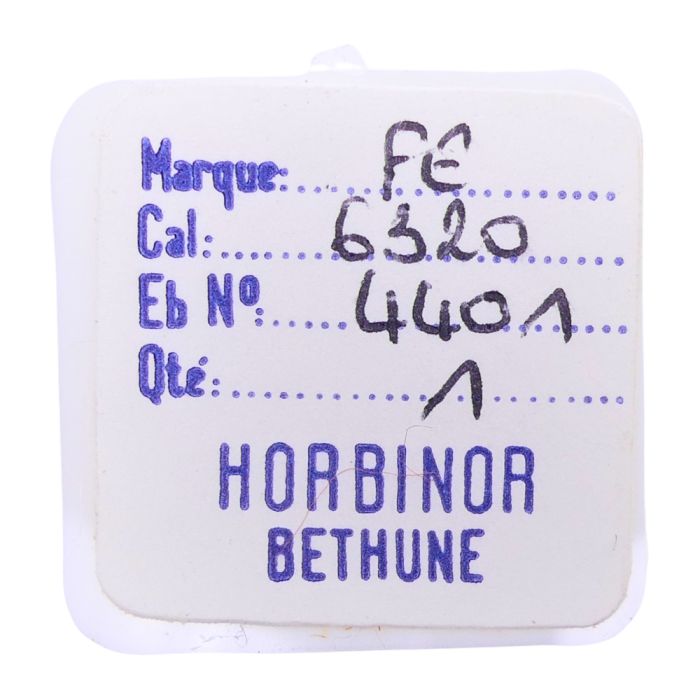 Marque: FE
Cal: 6320
Eb Nº: 4401
Qté: 1
HORBINOR
BETHUNE